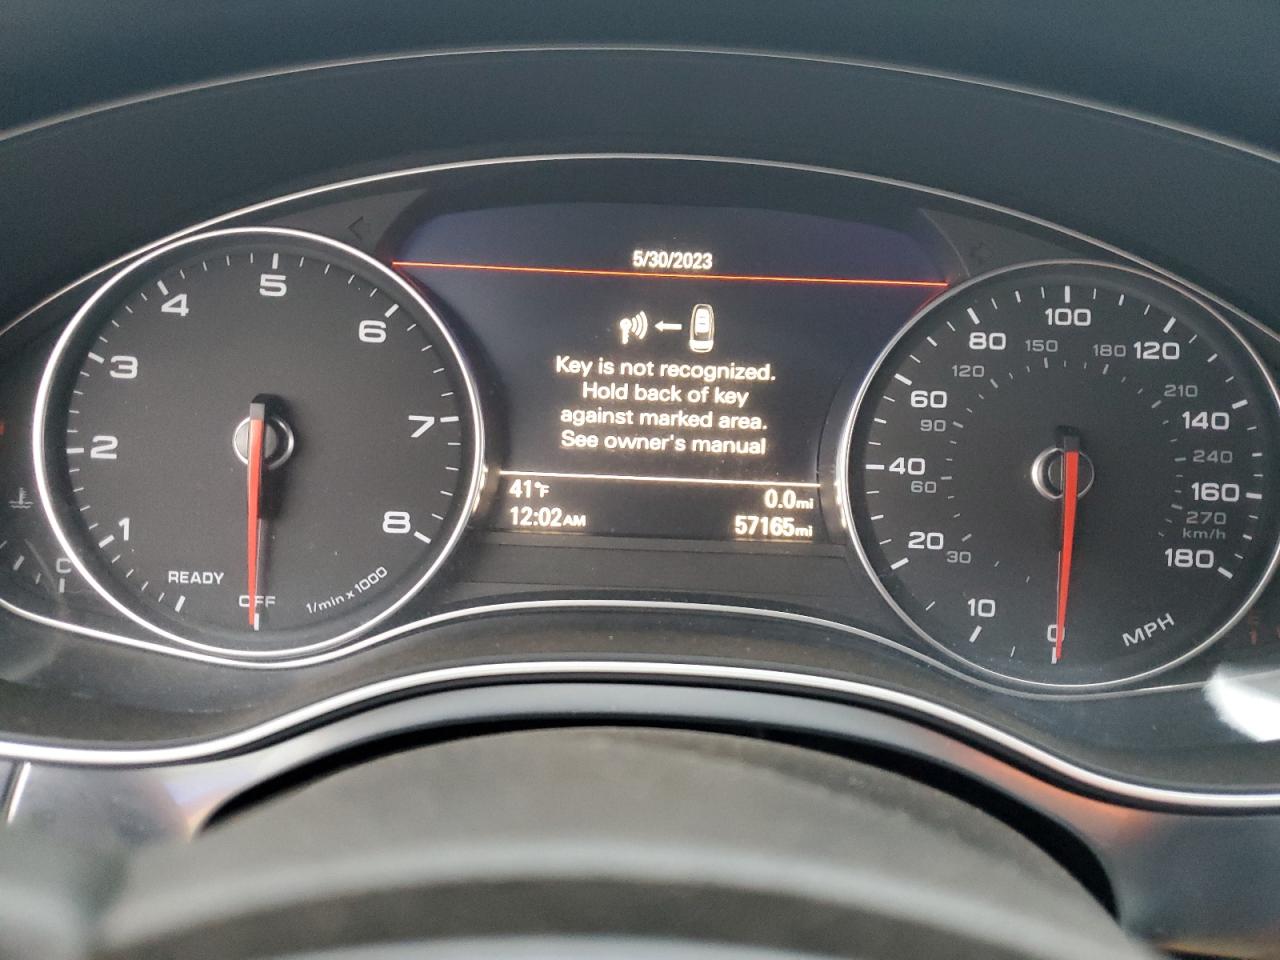 5/30/2023
Key is not recognized.
Hold back of key
against marked area.
See owner's manual
41°F
0.0mi
12:02AM
57165mi
1
2
3
4
5
6
7
8
READY
OFF
1/min x 1000
C
0
10
20
40
60
80
100
120
140
160
180
30
60
90
120
150
180
210
240
270
km/h
MPH